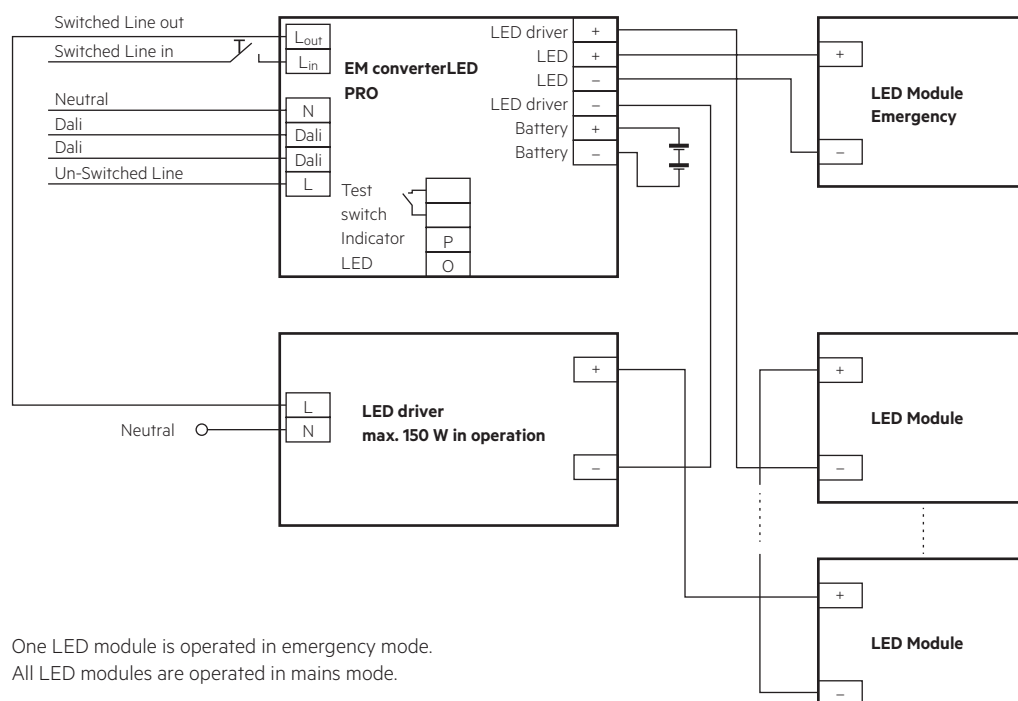 Switched Line out
Switched Line in
Neutral
Dali
Dali
Un-Switched Line
Lout
Lin
N
Dali
Dali
L
EM converterLED
PRO
Test
switch
Indicator
LED
P
O
LED driver +
LED +
LED –
LED driver –
Battery +
Battery –
+
–
LED Module
Emergency
Neutral
L
N
LED driver
max. 150 W in operation
+
–
+
–
LED Module
+
–
LED Module
One LED module is operated in emergency mode.
All LED modules are operated in mains mode.